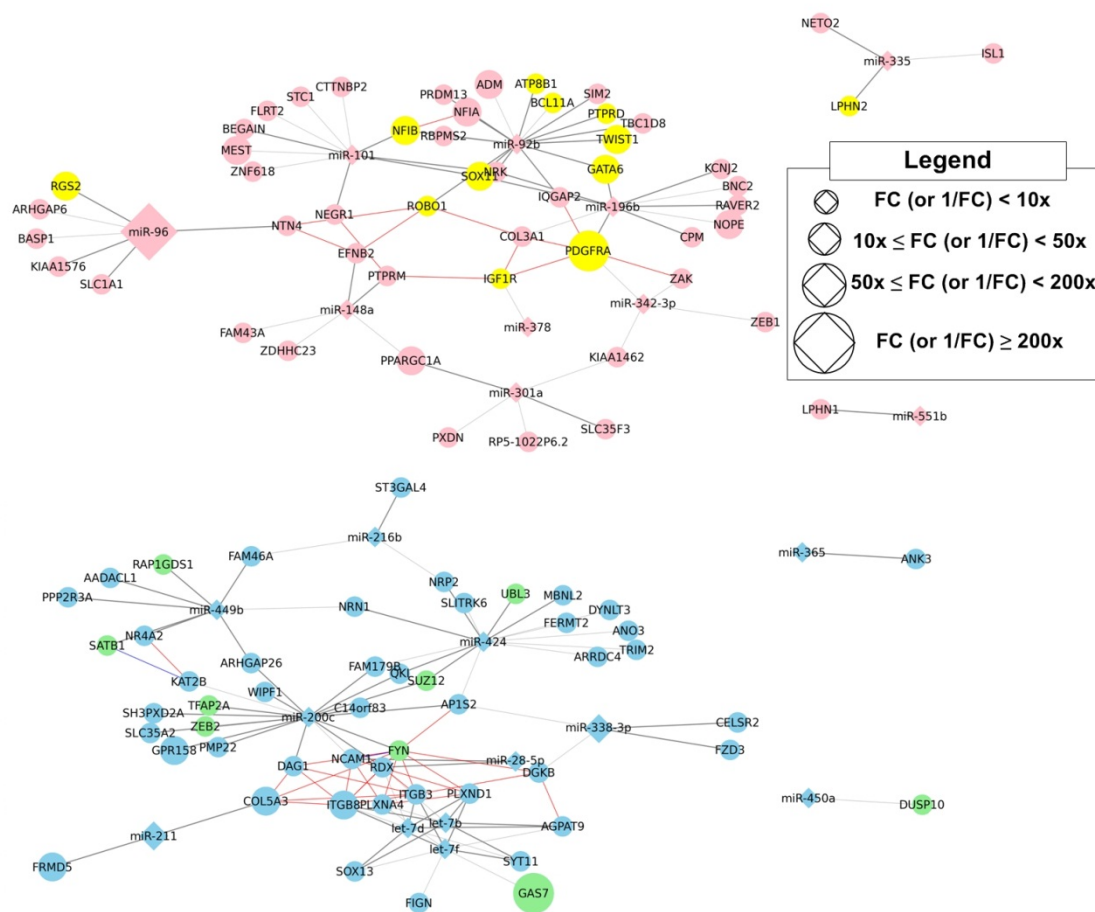 NETO2
miR-335
ISL1
LPHN2
CTTNBP2
STC1
FLRT2
BEGAIN
MEST
ZNF618
miR-101
PRDM13
ADM
ATP8B1
BCL11A
SIM2
NFIB
NFIA
RBPMS2
PTPRD
TBC1D8
TWIST1
miR-92b
SOX11
NRK
GATA6
KCNJ2
BNC2
RAVER2
NOPE
IQGAP2
miR-196b
CPM
RGS2
ARHGAP6
BASP1
KIAA1576
SLC1A1
miR-96
NTN4
NEGR1
ROBO1
COL3A1
EFNB2
PTPRM
IGF1R
PDGFRA
ZAK
miR-148a
miR-378
miR-342-3p
ZEB1
FAM43A
ZDHHC23
PPARGC1A
KIAA1462
miR-301a
PXDN
RP5-1022P6.2
SLC35F3
Legend
FC (or 1/FC) < 10x
10x ≤ FC (or 1/FC) < 50x
50x ≤ FC (or 1/FC) < 200x
FC (or 1/FC) ≥ 200x
LPHN1
miR-551b
ST3GAL4
miR-216b
RAP1GDS1
FAM46A
AADACL1
PPP2R3A
miR-449b
NRN1
NRP2
SLITRK6
UBL3
MBNL2
DYNLT3
FERMT2
ANO3
TRIM2
ARRDC4
miR-424
miR-365
ANK3
SATB1
NR4A2
KAT2B
ARHGAP26
WIPF1
FAM179B
QKI
SUZ12
C14orf83
AP1S2
TFAP2A
SH3PXD2A
ZEB2
SLC35A2
GPR158
PMP22
miR-200c
miR-338-3p
CELSR2
FZD3
DAG1
NCAM1
FYN
RDX
miR-28-5p
DGKB
COL5A3
ITGB8
PLXNA4
ITGB3
PLXND1
miR-450a
DUSP10
miR-211
let-7d
let-7b
let-7f
AGPAT9
FRMD5
SOX13
SYT11
FIGN
GAS7